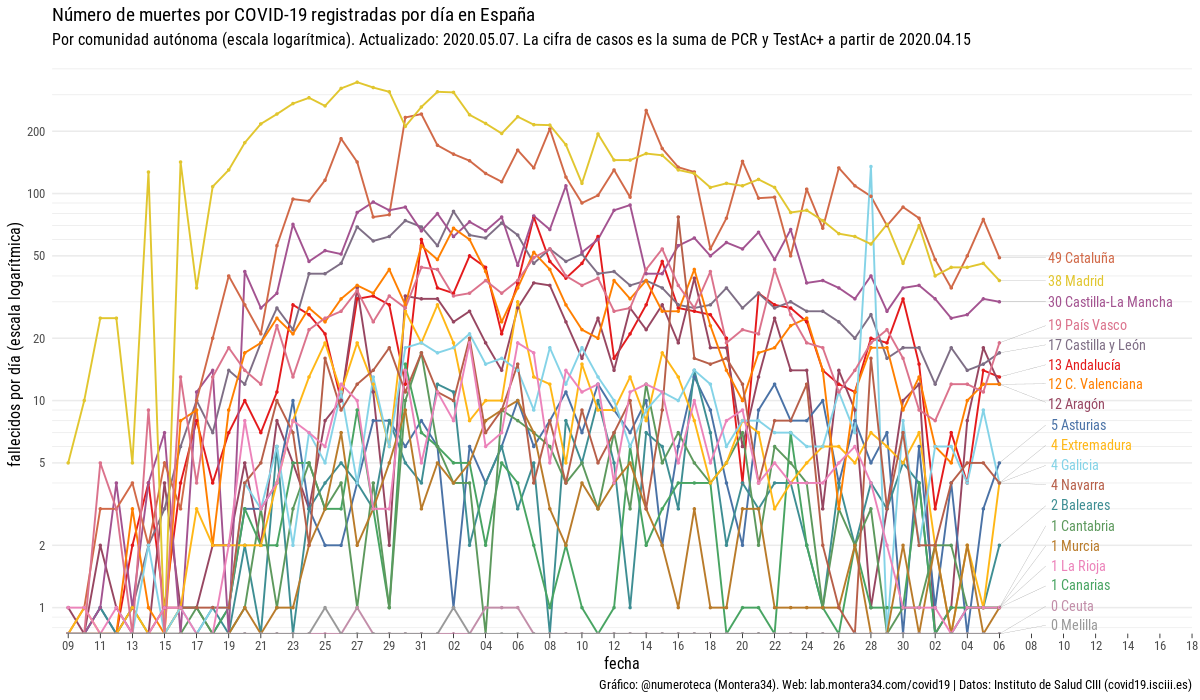 Número de muertes por COVID-19 registradas por día en España
Por comunidad autónoma (escala logarítmica). Actualizado: 2020.05.07. La cifra de casos es la suma de PCR y TestAc+ a partir de 2020.04.15
fallecidos por día (escala logarítmica)
200
100
50
20
10
5
2
1
49 Cataluña
38 Madrid
30 Castilla-La Mancha
19 País Vasco
17 Castilla y León
13 Andalucía
12 C. Valenciana
12 Aragón
5 Asturias
4 Extremadura
4 Galicia
4 Navarra
2 Baleares
1 Cantabria
1 Murcia
1 La Rioja
1 Canarias
0 Ceuta
0 Melilla
09 11 13 15 17 19 21 23 25 27 29 31 02 04 06 08 10 12 14 16 18 20 22 24 26 28 30 02 04 06 08 10 12 14 16 18
fecha
Gráfico: @numeroteca (Montera34). Web: lab.montera34.com/covid19 | Datos: Instituto de Salud CIII (covid19.isciii.es)